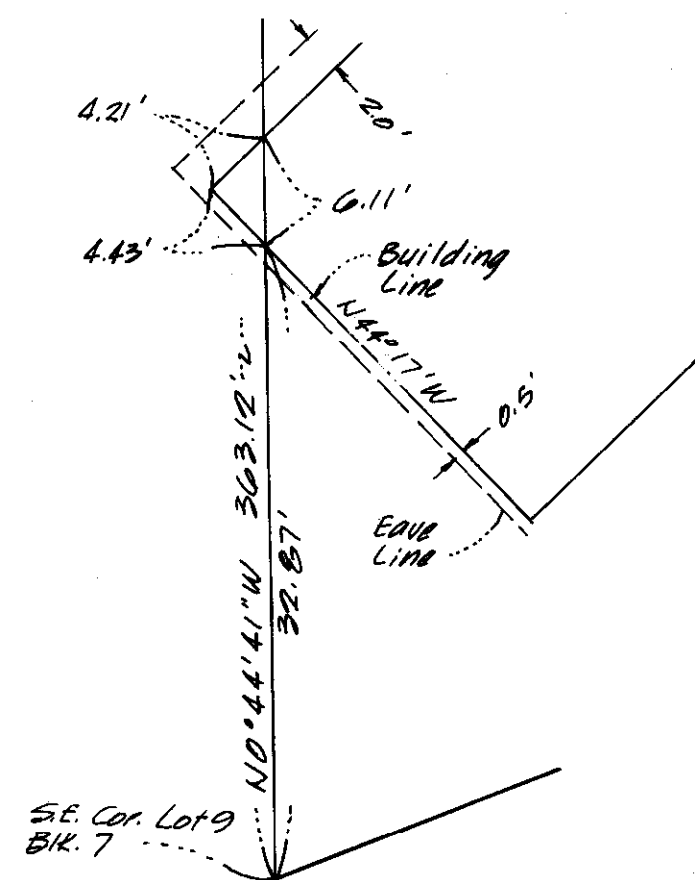 4.21'
2.0'
6.11'
4.43'
Building
Line
N44°17'W
0.5'
363.12'
Eave
Line
32.87'
N0°44'41"W
S.E. Cor. Lot 9
Blk. 7